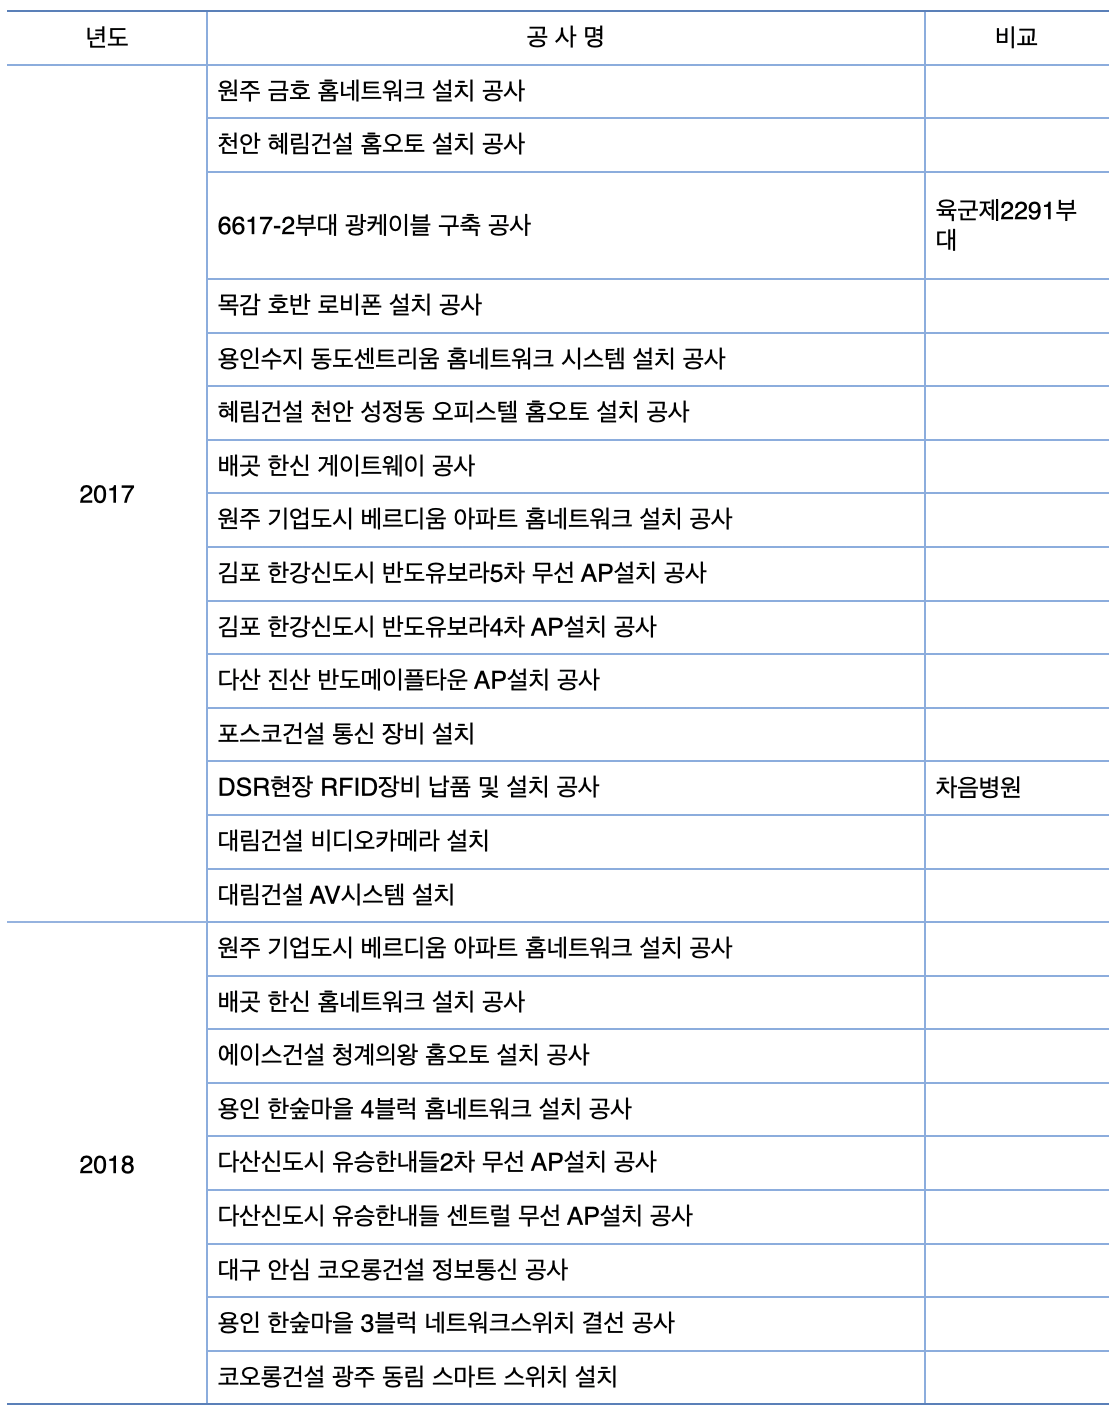 년도 공 사 명 비교
원주 금호 홈네트워크 설치 공사
천안 혜림건설 홈오토 설치 공사
6617-2부대 광케이블 구축 공사 육군제2291부
대
목감 호반 로비폰 설치 공사
용인수지 동도센트리움 홈네트워크 시스템 설치 공사
혜림건설 천안 성정동 오피스텔 홈오토 설치 공사
배곳 한신 게이트웨이 공사
2017
원주 기업도시 베르디움 아파트 홈네트워크 설치 공사
김포 한강신도시 반도유보라5차 무선 AP설치 공사
김포 한강신도시 반도유보라4차 AP설치 공사
다산 진산 반도메이플타운 AP설치 공사
포스코건설 통신 장비 설치
DSR현장 RFID장비 납품 및 설치 공사 차음병원
대림건설 비디오카메라 설치
대림건설 AV시스템 설치
원주 기업도시 베르디움 아파트 홈네트워크 설치 공사
배곳 한신 홈네트워크 설치 공사
에이스건설 청계의왕 홈오토 설치 공사
용인 한숲마을 4블럭 홈네트워크 설치 공사
2018 다산신도시 유승한내들2차 무선 AP설치 공사
다산신도시 유승한내들 센트럴 무선 AP설치 공사
대구 안심 코오롱건설 정보통신 공사
용인 한숲마을 3블럭 네트워크스위치 결선 공사
코오롱건설 광주 동림 스마트 스위치 설치